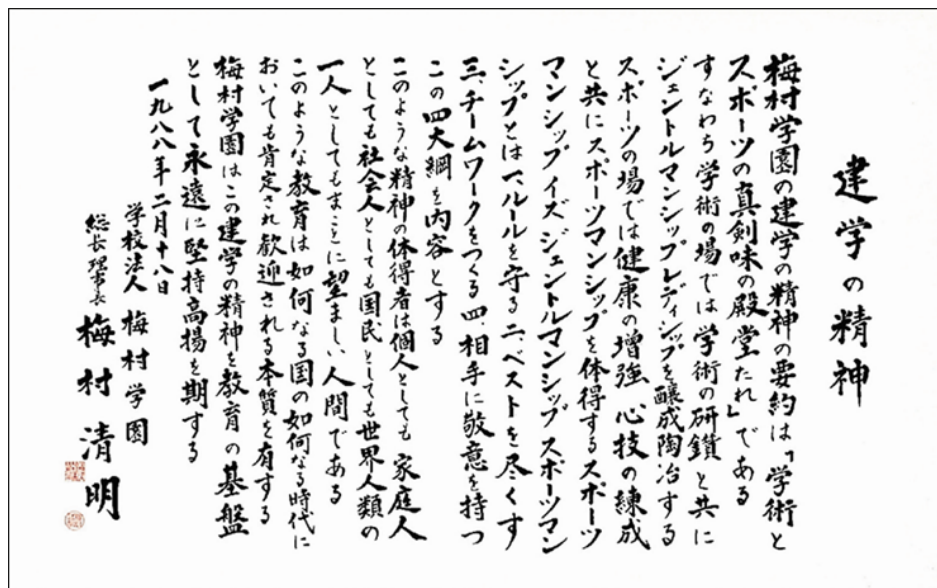 建学の精神
梅村学園の建学の精神の要約は「学術と
スポーツの真剣味の殿堂たれ」である
すなわち学術の場では学術の研鑽と共に
ジェントルマンシップレディシップを醸成陶冶する
スポーツの場では健康の増強、心技の練成
と共にスポーツマンシップを体得するスポーツ
マンシップイズジェントルマンシップスポーツマン
シップとは一、ルールを守る二、ベストを尽くす
三、チームワークをつくる四、相手に敬意を持つ
この四大綱を内容とする
このような精神の体得者は個人としても家庭人
としても社会人としても国民としても世界人類の
一人としてもまことに望ましい人間である
このような教育は如何なる国の如何なる時代に
おいても肯定され歓迎される本質を有する
梅村学園はこの建学の精神を教育の基盤
として永遠に堅持高揚を期する
一九八八年二月十八日
学校法人 梅村学園
総長理事長 梅村清明